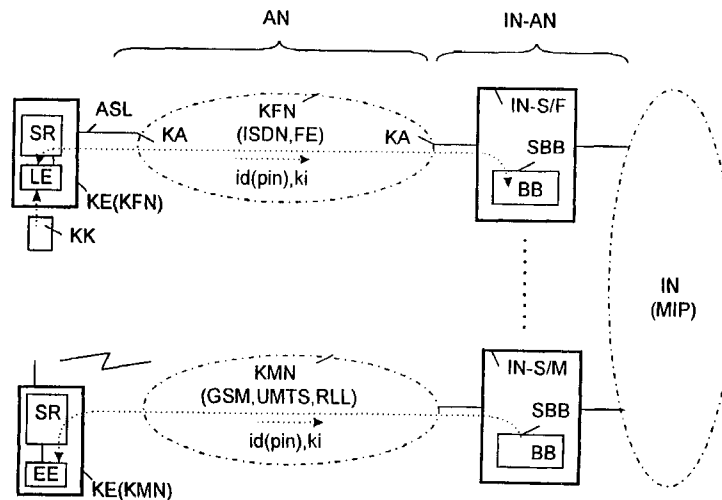 AN
IN-AN
ASL
KFN
(ISDN,FE)
IN-S/F
SR
KA
KA
SBB
LE
id(pin),ki
BB
KE(KFN)
KK
IN
(MIP)
KMN
(GSM,UMTS,RLL)
IN-S/M
SR
SBB
id(pin),ki
BB
EE
KE(KMN)